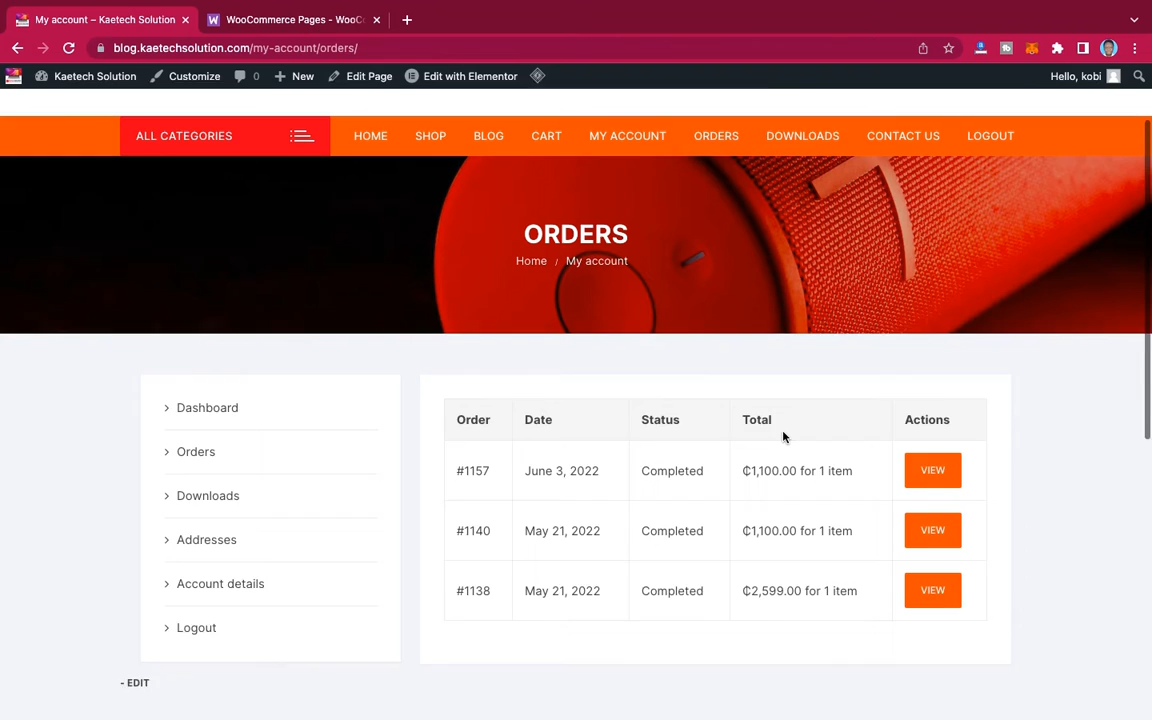 My account – Kaetech Solution
WooCommerce Pages - WooC
blog.kaetechsolution.com/my-account/orders/
Kaetech Solution Customize 0 New Edit Page Edit with Elementor Hello, kobi
ALL CATEGORIES HOME SHOP BLOG CART MY ACCOUNT ORDERS DOWNLOADS CONTACT US LOGOUT
ORDERS
Home / My account
> Dashboard
> Orders
> Downloads
> Addresses
> Account details
> Logout
Order Date Status Total Actions
#1157 June 3, 2022 Completed ₵1,100.00 for 1 item VIEW
#1140 May 21, 2022 Completed ₵1,100.00 for 1 item VIEW
#1138 May 21, 2022 Completed ₵2,599.00 for 1 item VIEW
- EDIT